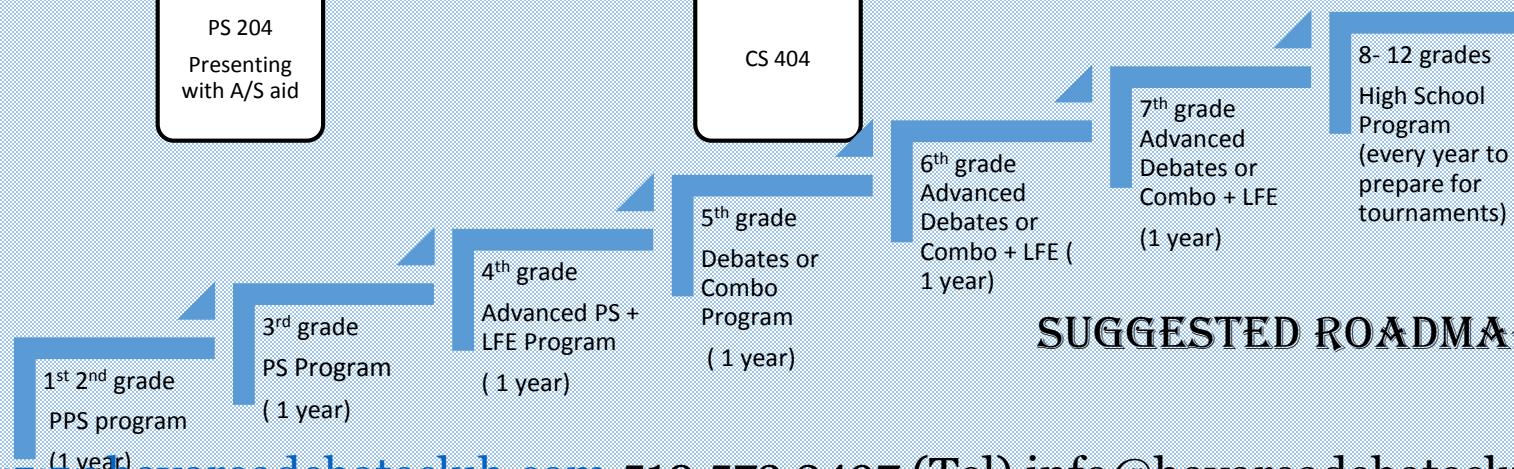 PS 204
Presenting
with A/S aid
CS 404
1st 2nd grade
PPS program
(1 year)
3rd grade
PS Program
( 1 year)
4th grade
Advanced PS +
LFE Program
( 1 year)
5th grade
Debates or
Combo
Program
( 1 year)
6th grade
Advanced
Debates or
Combo + LFE (
1 year)
7th grade
Advanced
Debates or
Combo + LFE
(1 year)
8- 12 grades
High School
Program
(every year to
prepare for
tournaments)
SUGGESTED ROADMA
(Tel)